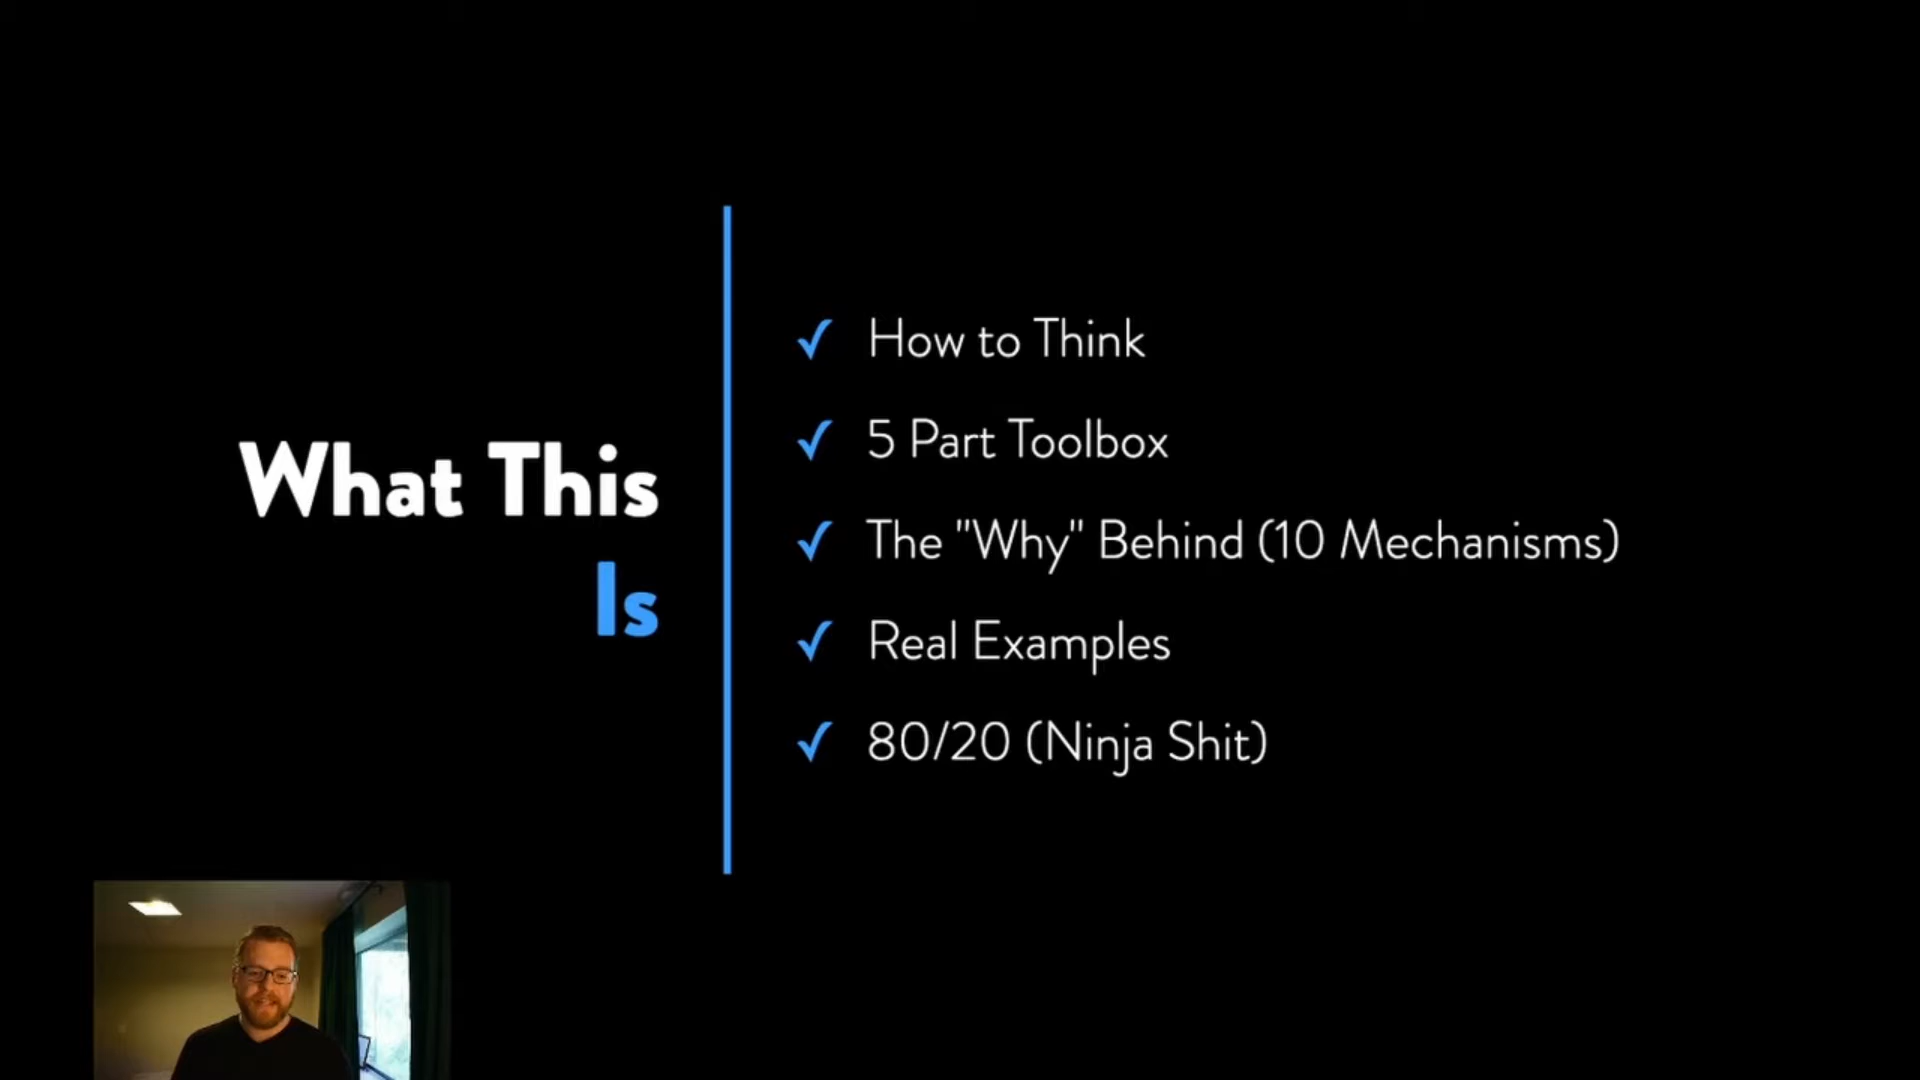 What This
Is
How to Think
5 Part Toolbox
The "Why" Behind (10 Mechanisms)
Real Examples
80/20 (Ninja Shit)